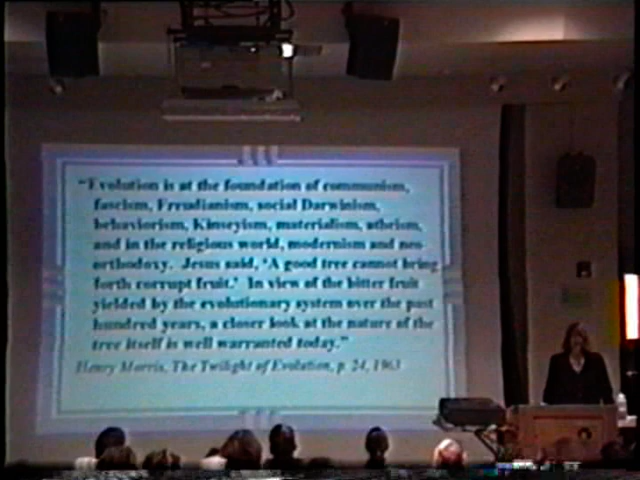 "Evolution is at the foundation of communism,
fascism, Freudianism, social Darwinism,
behaviorism, Kinseyism, materialism, atheism,
and in the religious world, modernism and neo-
orthodoxy. Jesus said, 'A good tree cannot bring
forth corrupt fruit.' In view of the bitter fruit
yielded by the evolutionary system over the past
hundred years, a closer look at the nature of the
tree itself is well warranted today."
Henry Morris, The Twilight of Evolution, p. 24, 1963